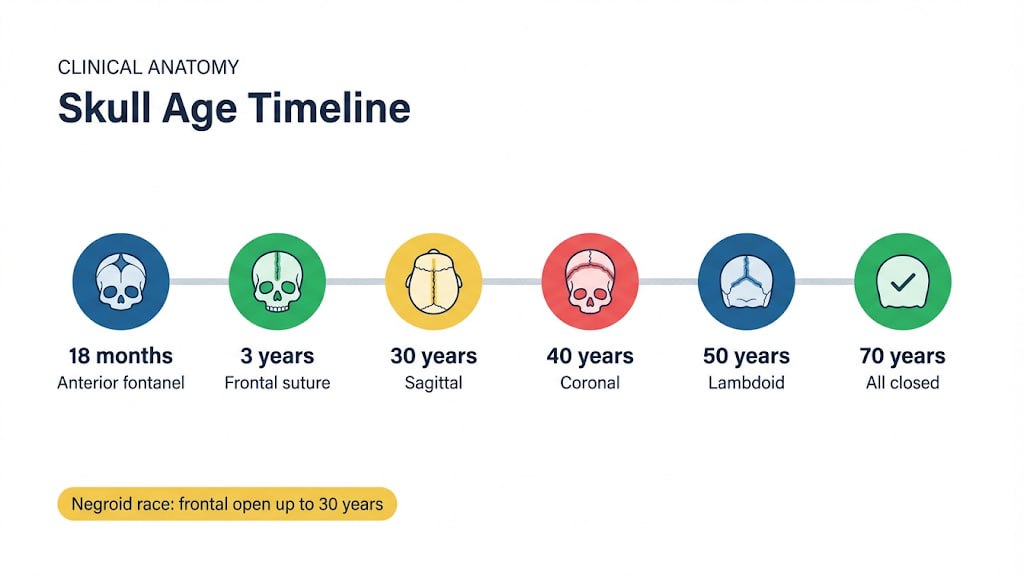 CLINICAL ANATOMY
Skull Age Timeline
18 months
Anterior fontanel
3 years
Frontal suture
30 years
Sagittal
40 years
Coronal
50 years
Lambdoid
70 years
All closed
Negroid race: frontal open up to 30 years